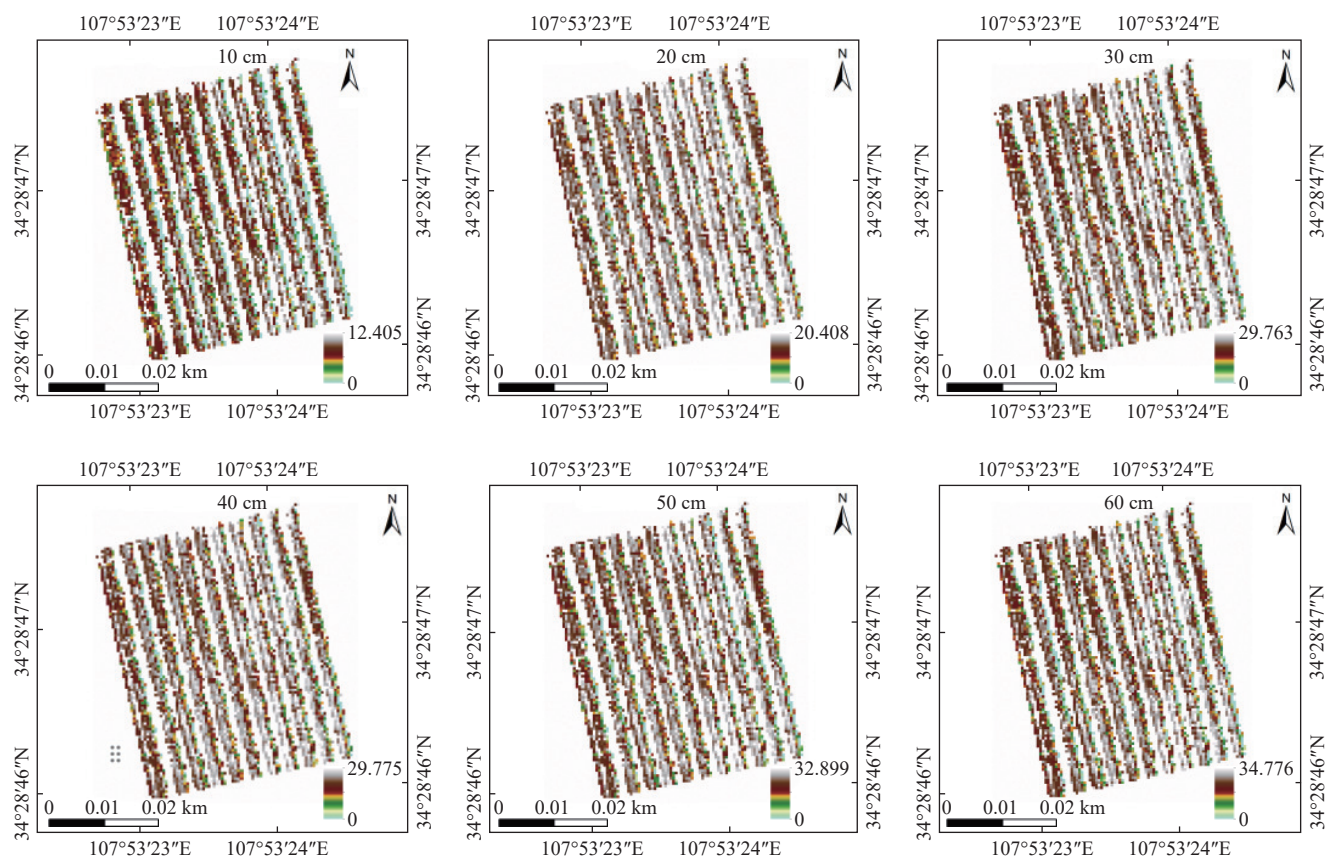 107°53′23″E 107°53′24″E 107°53′23″E 107°53′24″E 107°53′23″E 107°53′24″E
10 cm 20 cm 30 cm
N N N
34°28′47″N 34°28′47″N 34°28′47″N 34°28′47″N 34°28′47″N 34°28′47″N
34°28′46″N 34°28′46″N 34°28′46″N 34°28′46″N 34°28′46″N 34°28′46″N
12.405 20.408 29.763
0 0.01 0.02 km 0 0 0.01 0.02 km 0 0 0.01 0.02 km 0
107°53′23″E 107°53′24″E 107°53′23″E 107°53′24″E 107°53′23″E 107°53′24″E
107°53′23″E 107°53′24″E 107°53′23″E 107°53′24″E 107°53′23″E 107°53′24″E
40 cm 50 cm 60 cm
N N N
34°28′47″N 34°28′47″N 34°28′47″N 34°28′47″N 34°28′47″N 34°28′47″N
34°28′46″N 34°28′46″N 34°28′46″N 34°28′46″N 34°28′46″N 34°28′46″N
29.775 32.899 34.776
0 0.01 0.02 km 0 0 0.01 0.02 km 0 0 0.01 0.02 km 0
107°53′23″E 107°53′24″E 107°53′23″E 107°53′24″E 107°53′23″E 107°53′24″E